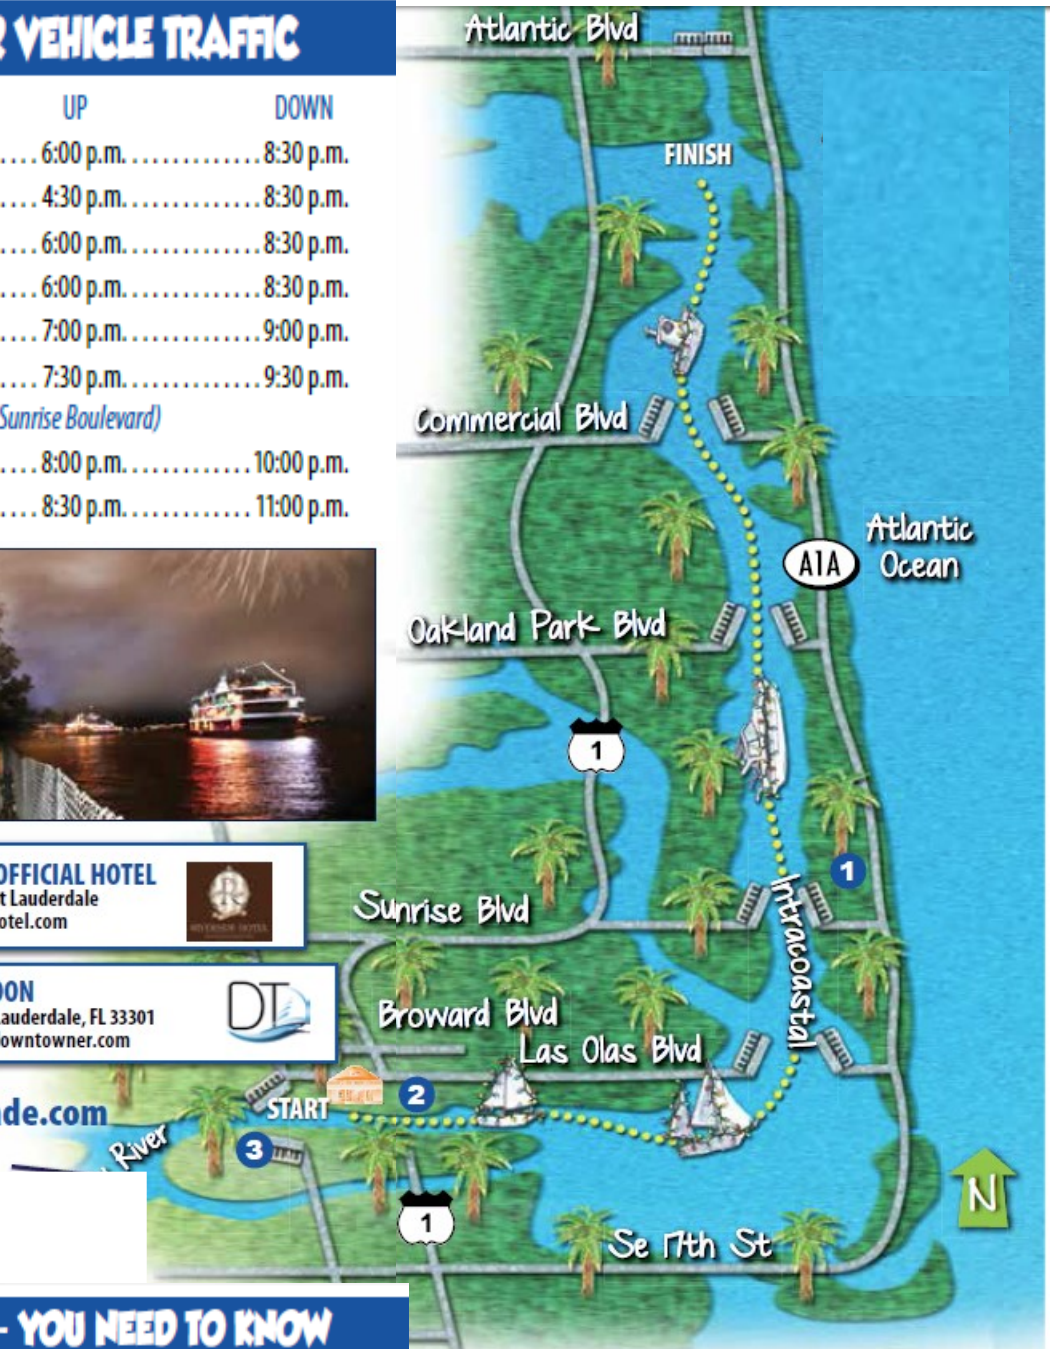 R VEHICLE TRAFFIC
UP DOWN
.... 6:00 p.m. ............. 8:30 p.m.
.... 4:30 p.m. ............. 8:30 p.m.
.... 6:00 p.m. ............. 8:30 p.m.
.... 6:00 p.m. ............. 8:30 p.m.
.... 7:00 p.m. ............. 9:00 p.m.
.... 7:30 p.m. ............. 9:30 p.m.
Sunrise Boulevard)
.... 8:00 p.m. ............ 10:00 p.m.
.... 8:30 p.m. ............ 11:00 p.m.
OFFICIAL HOTEL
t Lauderdale
otel.com
R
RIVERSIDE HOTEL
OON
auderdale, FL 33301
owntowner.com
DT
de.com
Atlantic Blvd
FINISH
Commercial Blvd
A1A
Atlantic
Ocean
Oakland Park Blvd
1
1
Sunrise Blvd
Intracoastal
Broward Blvd
Las Olas Blvd
START
2
3
River
1
N
Se 17th St
- YOU NEED TO KNOW